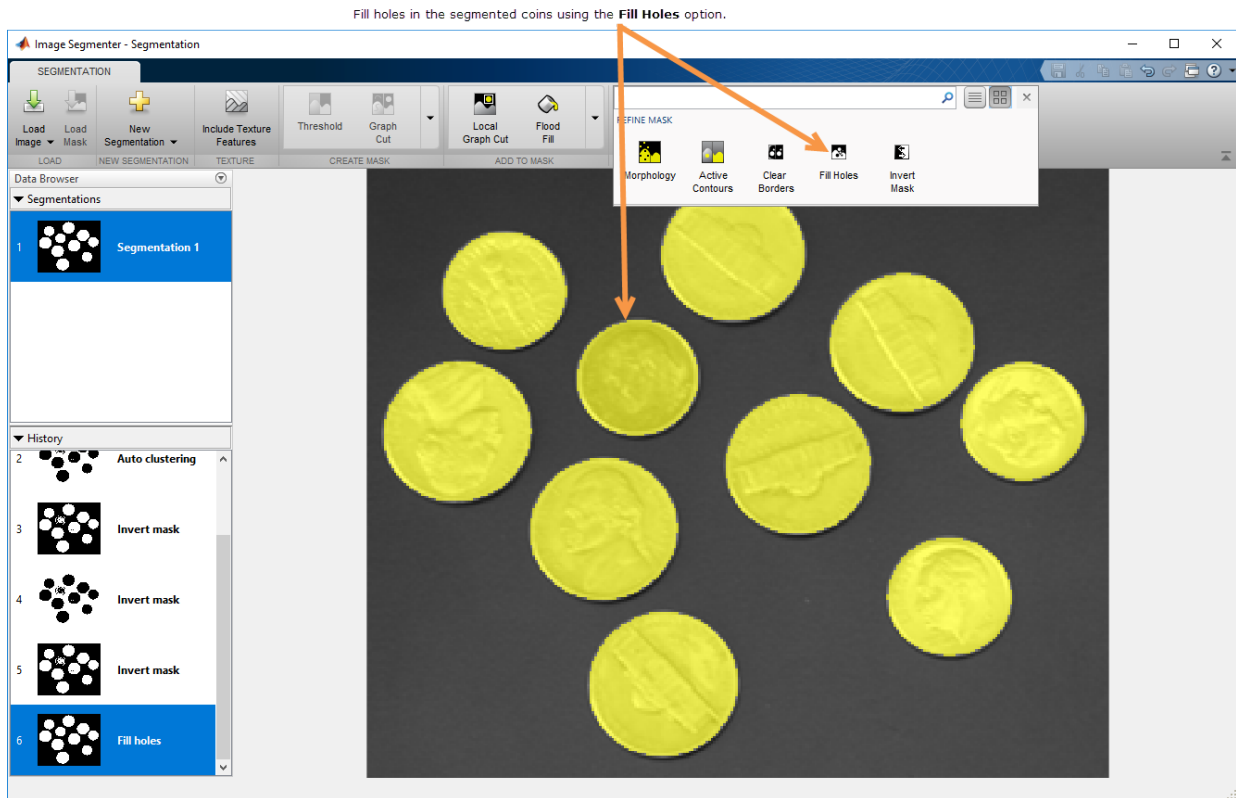 Fill holes in the segmented coins using the Fill Holes option.
Image Segmenter - Segmentation
SEGMENTATION
Load Image
Load Mask
New Segmentation
Include Texture Features
Threshold
Graph Cut
Local Graph Cut
Flood Fill
LOAD
NEW SEGMENTATION
TEXTURE
CREATE MASK
ADD TO MASK
REFINE MASK
Morphology
Active Contours
Clear Borders
Fill Holes
Invert Mask
Data Browser
Segmentations
1 Segmentation 1
History
2 Auto clustering
3 Invert mask
4 Invert mask
5 Invert mask
6 Fill holes